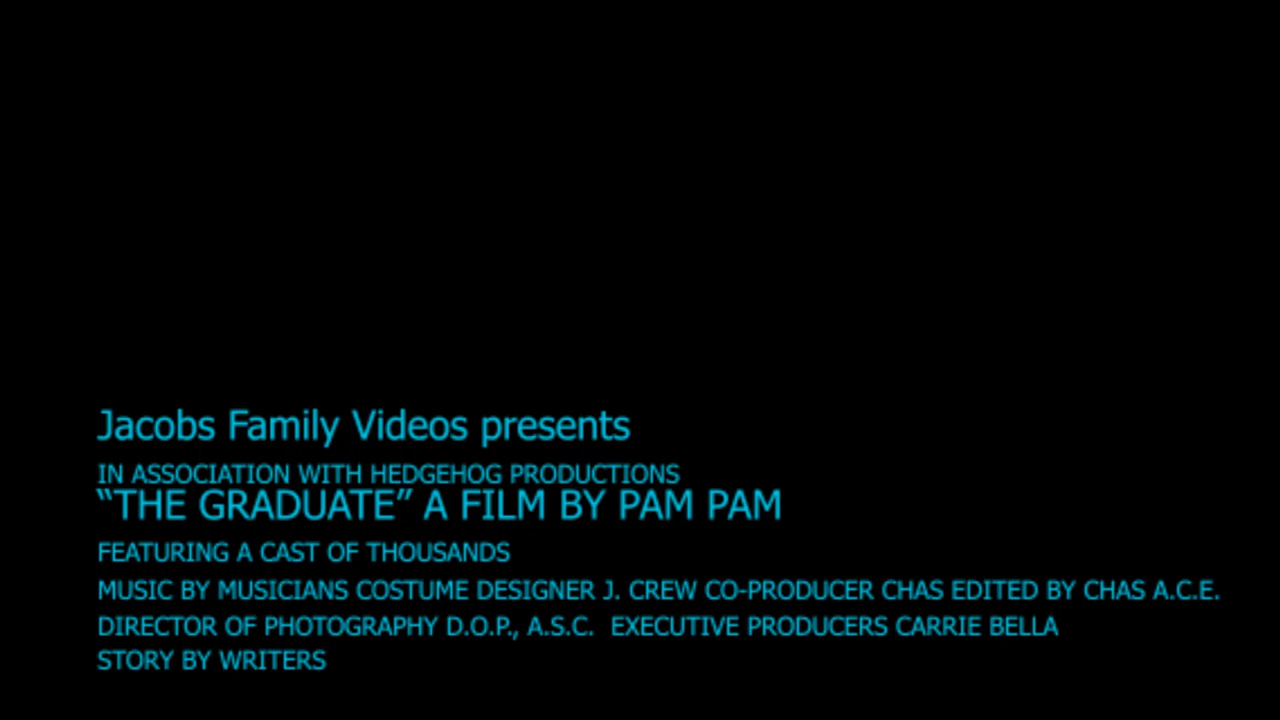 Jacobs Family Videos presents
IN ASSOCIATION WITH HEDGEHOG PRODUCTIONS
“THE GRADUATE” A FILM BY PAM PAM
FEATURING A CAST OF THOUSANDS
MUSIC BY MUSICIANS COSTUME DESIGNER J. CREW CO-PRODUCER CHAS EDITED BY CHAS A.C.E.
DIRECTOR OF PHOTOGRAPHY D.O.P., A.S.C.  EXECUTIVE PRODUCERS CARRIE BELLA
STORY BY WRITERS